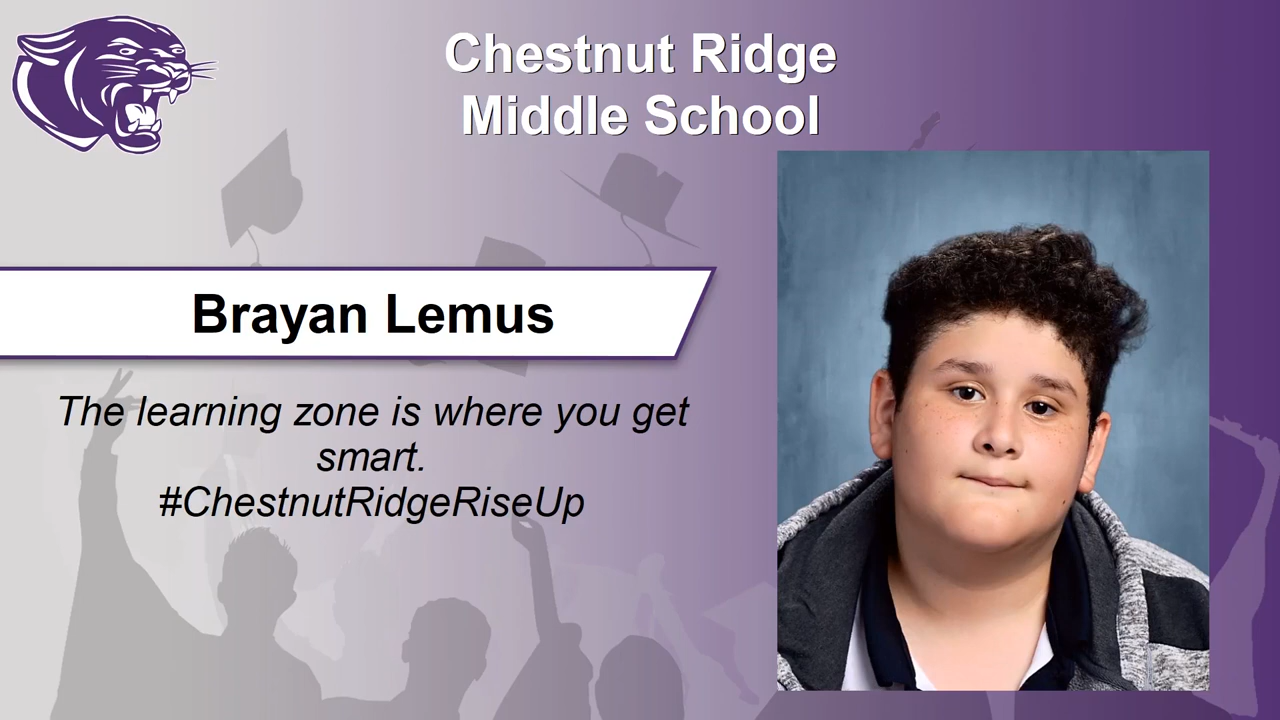 Chestnut Ridge
Middle School
Brayan Lemus
The learning zone is where you get
smart.
#ChestnutRidgeRiseUp